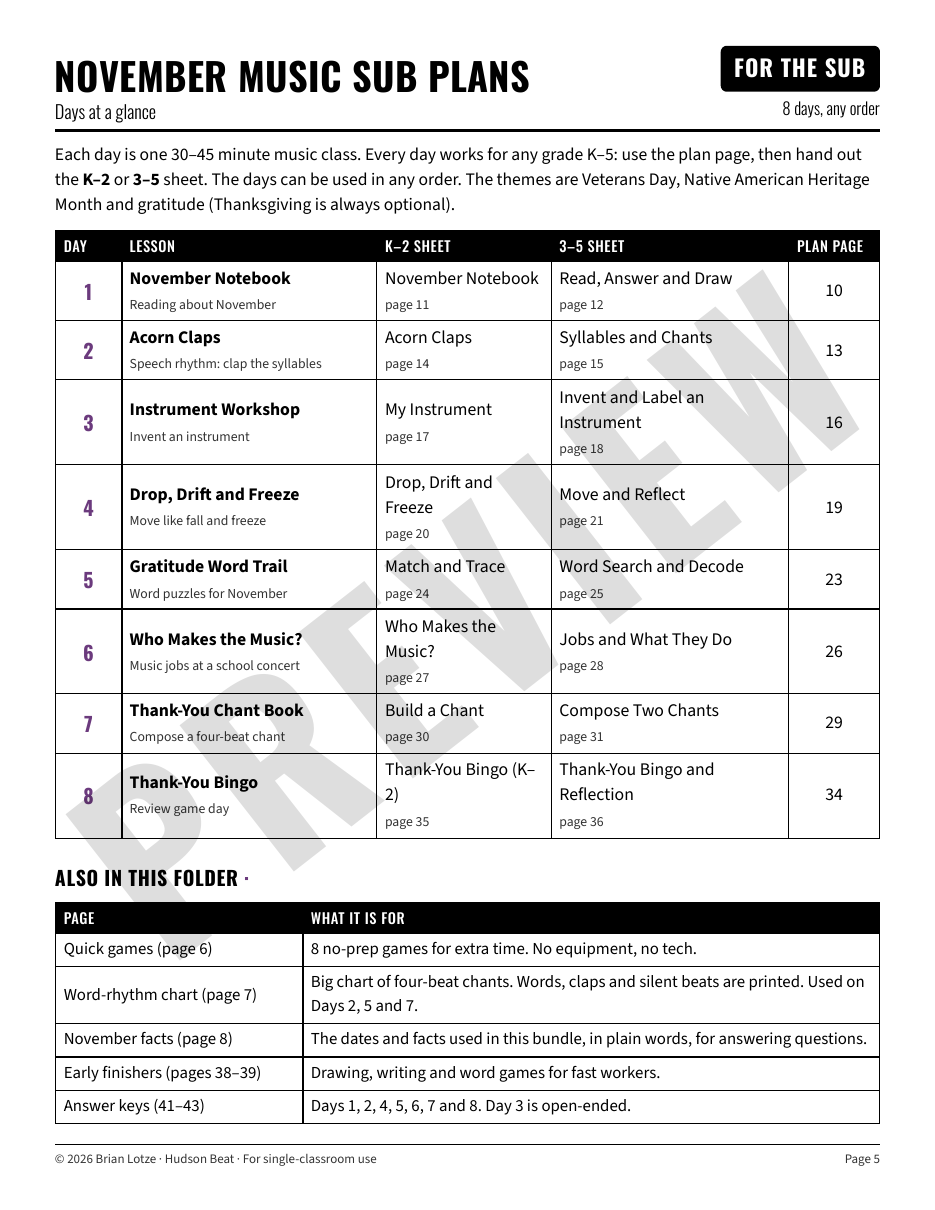 NOVEMBER MUSIC SUB PLANS
FOR THE SUB
Days at a glance
8 days, any order
Each day is one 30–45 minute music class. Every day works for any grade K–5: use the plan page, then hand out
the K–2 or 3–5 sheet. The days can be used in any order. The themes are Veterans Day, Native American Heritage
Month and gratitude (Thanksgiving is always optional).
DAY LESSON K–2 SHEET 3–5 SHEET PLAN PAGE
1
November Notebook
Reading about November
November Notebook
page 11
Read, Answer and Draw
page 12
10
2
Acorn Claps
Speech rhythm: clap the syllables
Acorn Claps
page 14
Syllables and Chants
page 15
13
3
Instrument Workshop
Invent an instrument
My Instrument
page 17
Invent and Label an
Instrument
page 18
16
4
Drop, Drift and Freeze
Move like fall and freeze
Drop, Drift and
Freeze
page 20
Move and Reflect
page 21
19
5
Gratitude Word Trail
Word puzzles for November
Match and Trace
page 24
Word Search and Decode
page 25
23
6
Who Makes the Music?
Music jobs at a school concert
Who Makes the
Music?
page 27
Jobs and What They Do
page 28
26
7
Thank-You Chant Book
Compose a four-beat chant
Build a Chant
page 30
Compose Two Chants
page 31
29
8
Thank-You Bingo
Review game day
Thank-You Bingo (K–
2)
page 35
Thank-You Bingo and
Reflection
page 36
34
PREVIEW
ALSO IN THIS FOLDER ·
PAGE WHAT IT IS FOR
Quick games (page 6) 8 no-prep games for extra time. No equipment, no tech.
Word-rhythm chart (page 7)
Big chart of four-beat chants. Words, claps and silent beats are printed. Used on
Days 2, 5 and 7.
November facts (page 8) The dates and facts used in this bundle, in plain words, for answering questions.
Early finishers (pages 38–39) Drawing, writing and word games for fast workers.
Answer keys (41–43) Days 1, 2, 4, 5, 6, 7 and 8. Day 3 is open-ended.
© 2026 Brian Lotze · Hudson Beat · For single-classroom use
Page 5